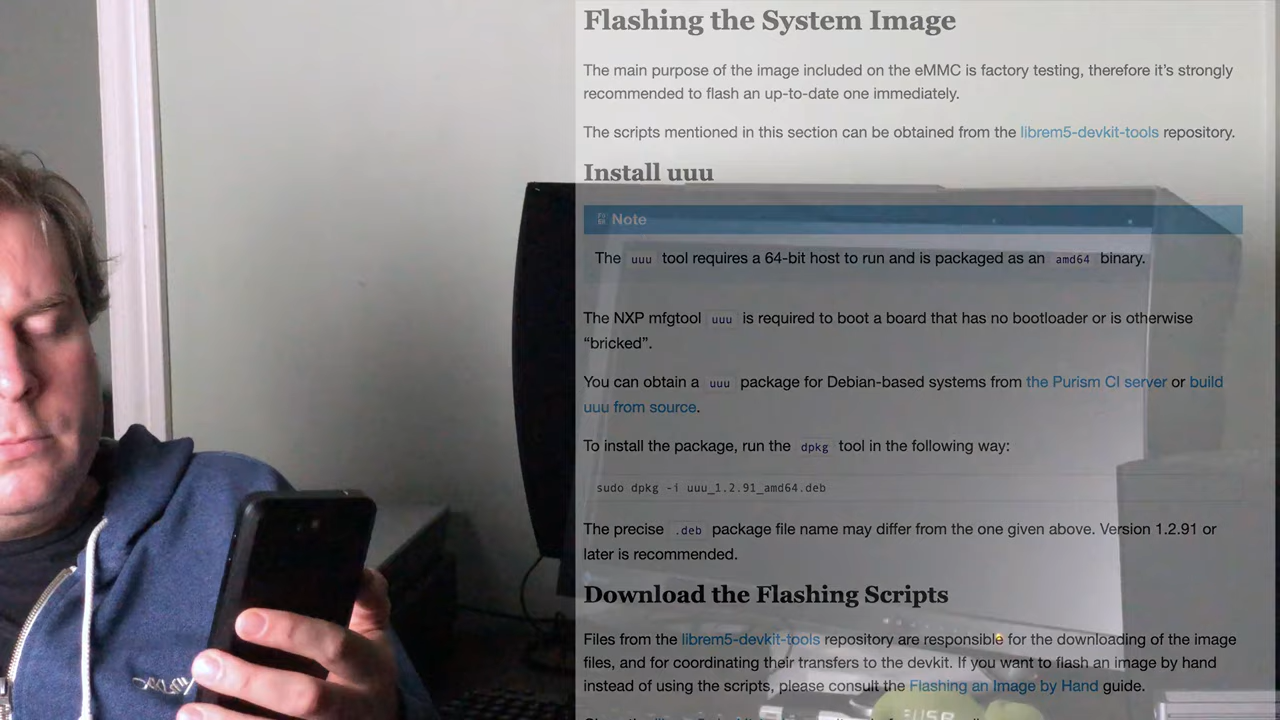 Flashing the System Image
The main purpose of the image included on the eMMC is factory testing, therefore it's strongly
recommended to flash an up-to-date one immediately.
The scripts mentioned in this section can be obtained from the librem5-devkit-tools repository.
Install uuu
Note
The uuu tool requires a 64-bit host to run and is packaged as an amd64 binary.
The NXP mfgtool uuu is required to boot a board that has no bootloader or is otherwise
“bricked”.
You can obtain a uuu package for Debian-based systems from the Purism CI server or build
uuu from source.
To install the package, run the dpkg tool in the following way:
sudo dpkg -i uuu_1.2.91_amd64.deb
The precise .deb package file name may differ from the one given above. Version 1.2.91 or
later is recommended.
Download the Flashing Scripts
Files from the librem5-devkit-tools repository are responsible for the downloading of the image
files, and for coordinating their transfers to the devkit. If you want to flash an image by hand
instead of using the scripts, please consult the Flashing an Image by Hand guide.
USB